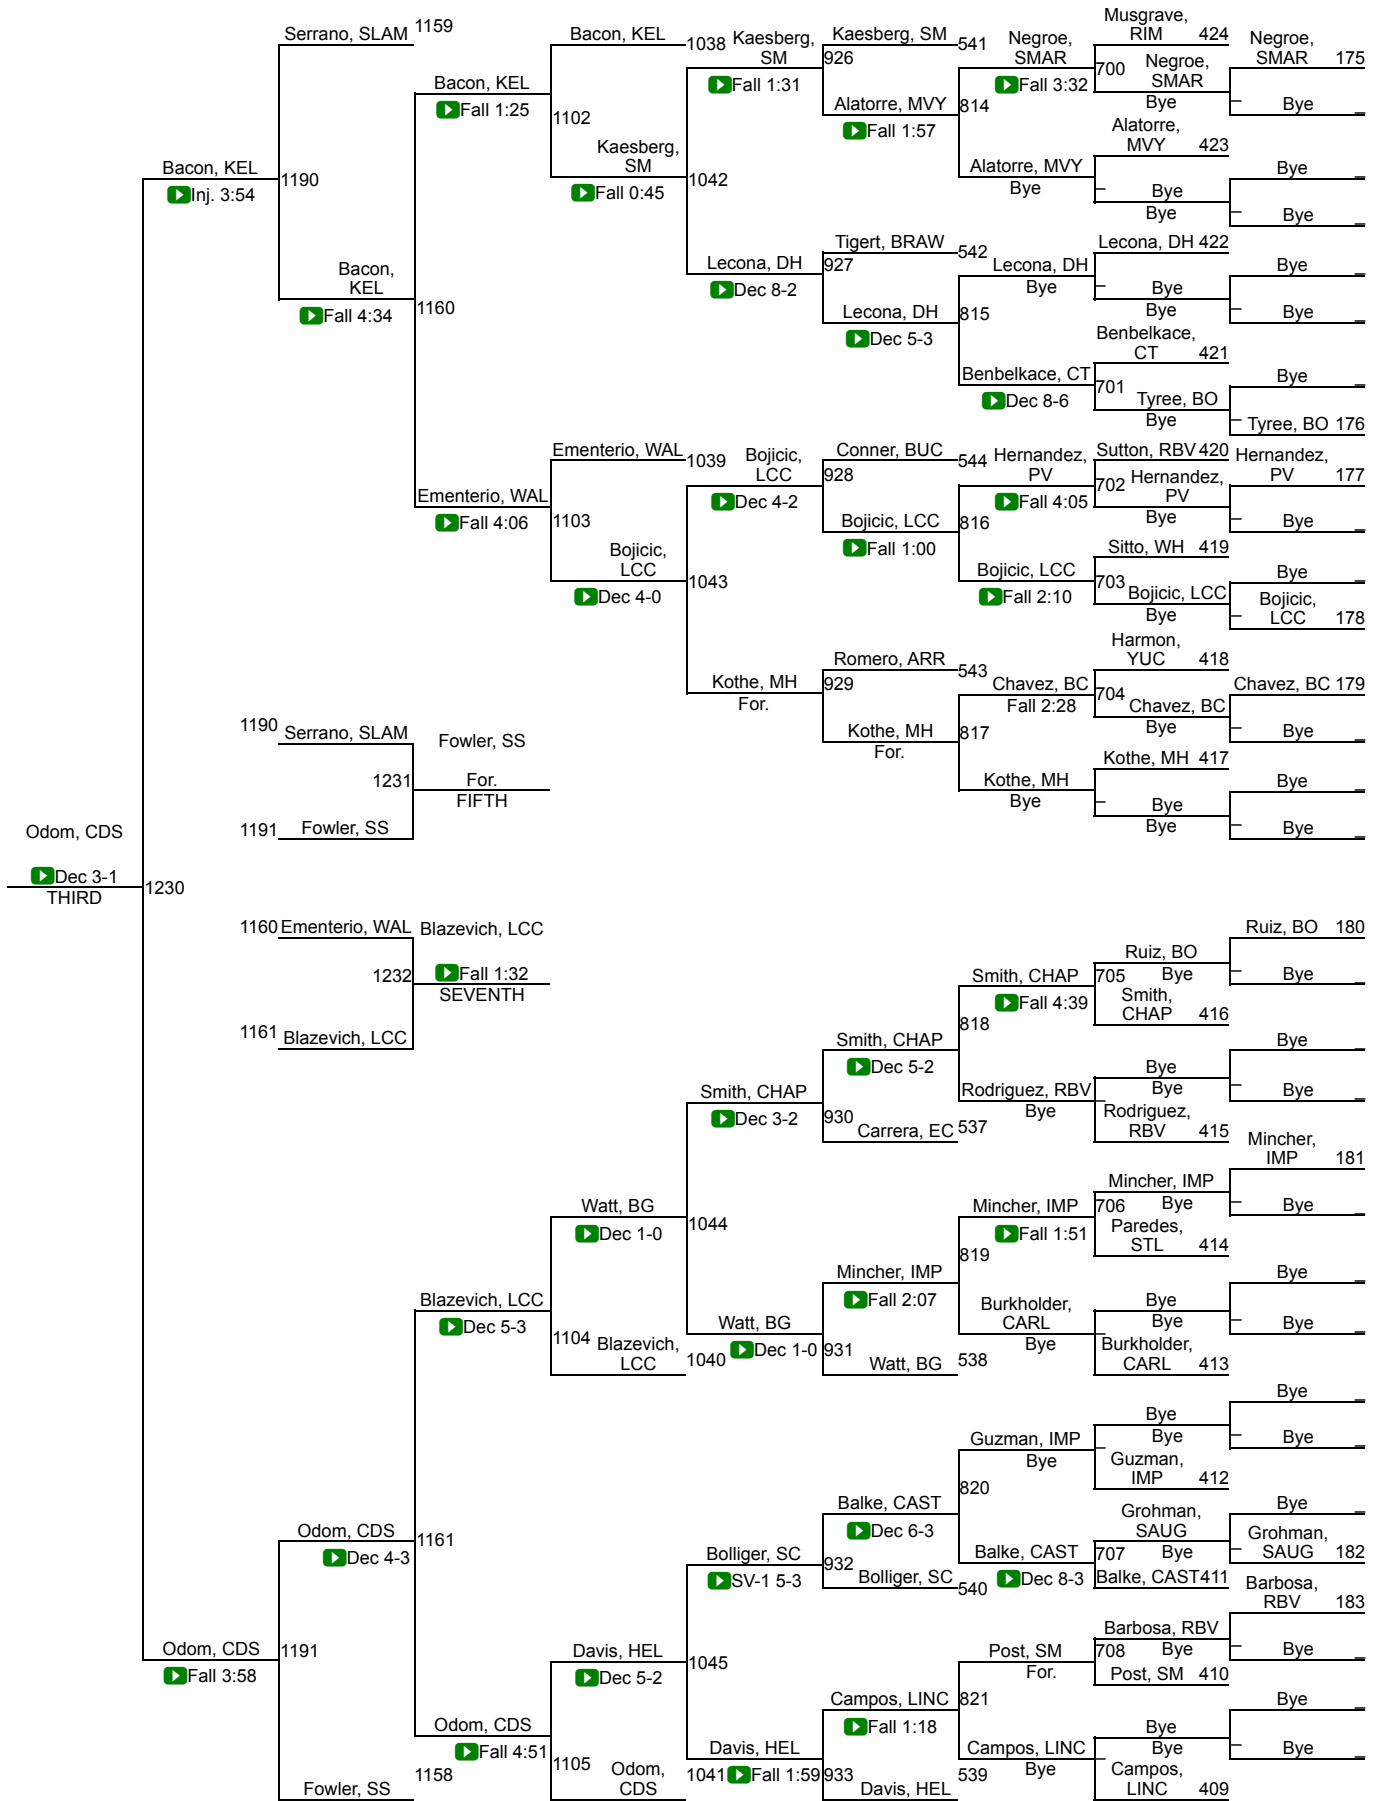 Serrano, SLAM 1159
Bacon, KEL 1038
Kaesberg,
SM
Fall 1:31
Kaesberg, SM 541
926
Negroe,
SMAR
Fall 3:32
Musgrave,
RIM 424
700
Negroe,
SMAR
Bye
Negroe,
SMAR 175
Bye
Bacon, KEL
Fall 1:25
Alatorre, MVY 814
Fall 1:57
1102
Alatorre,
MVY 423
Kaesberg,
SM
Fall 0:45
Bacon, KEL
Inj. 3:54
1190
1042
Alatorre, MVY
Bye
Bye
Bye
Bye
Bye
Tigert, BRAW 542
927
Lecona, DH
Dec 8-2
Lecona, DH
Bye
Lecona, DH 422
Bye
Bye
Bye
Bye
Bacon,
KEL
Fall 4:34
1160
Lecona, DH
Dec 5-3
815
Benbelkace,
CT 421
Benbelkace, CT
Dec 8-6
701
Tyree, BO
Bye
Bye
Tyree, BO 176
Ementerio, WAL 1039
Bojicic,
LCC
Dec 4-2
Conner, BUC 544
928
Hernandez,
PV
Fall 4:05
Sutton, RBV 420
702
Hernandez,
PV
Bye
Hernandez,
PV 177
Bye
Ementerio, WAL
Fall 4:06
1103
Bojicic, LCC
Fall 1:00
816
Sitto, WH 419
Bojicic,
LCC
Dec 4-0
1043
Bojicic, LCC
Fall 2:10
703
Bojicic, LCC
Bye
Bye
Bojicic,
LCC 178
Kothe, MH
For.
Romero, ARR 543
929
Chavez, BC
Fall 2:28
Harmon,
YUC 418
704
Chavez, BC
Bye
Chavez, BC 179
Bye
Kothe, MH
For.
817
Kothe, MH 417
Kothe, MH
Bye
Bye
Bye
Bye
Bye
1190 Serrano, SLAM
Fowler, SS
1231
For.
FIFTH
1191 Fowler, SS
Odom, CDS
Dec 3-1
THIRD
1230
1160 Ementerio, WAL
Blazevich, LCC
1232
Fall 1:32
SEVENTH
1161 Blazevich, LCC
Smith, CHAP
Fall 4:39
Ruiz, BO
705
Bye
Smith,
CHAP 416
Ruiz, BO 180
Bye
Smith, CHAP
Dec 5-2
818
Smith, CHAP
Dec 3-2
930
Carrera, EC 537
Rodriguez, RBV
Bye
Bye
Bye
Rodriguez,
RBV 415
Bye
Bye
Watt, BG
Dec 1-0
1044
Mincher, IMP
Fall 1:51
Mincher, IMP
706
Bye
Paredes,
STL 414
Mincher,
IMP 181
Bye
Mincher, IMP
Fall 2:07
819
Blazevich, LCC
Dec 5-3
1104
Blazevich,
LCC
1040
Watt, BG
Dec 1-0
931
Watt, BG 538
Burkholder,
CARL
Bye
Bye
Bye
Burkholder,
CARL 413
Bye
Bye
Guzman, IMP
Bye
Bye
Bye
Guzman,
IMP 412
Bye
Bye
Odom, CDS
Dec 4-3
1161
Bolliger, SC
SV-1 5-3
Balke, CAST
Dec 6-3
932
Bolliger, SC 540
820
Balke, CAST
Dec 8-3
Grohman,
SAUG
707
Bye
Balke, CAST 411
Bye
Grohman,
SAUG 182
Odom, CDS
Fall 3:58
1191
Davis, HEL
Dec 5-2
1045
Post, SM
For.
Barbosa, RBV
708
Bye
Post, SM 410
Barbosa,
RBV 183
Bye
Odom, CDS
Fall 4:51
1105
Odom,
CDS
1041
Davis, HEL
Fall 1:59
933
Campos, LINC
Fall 1:18
Davis, HEL
821
539
Campos, LINC
Bye
Bye
Bye
Campos,
LINC 409
Bye
Bye
Fowler, SS
1158